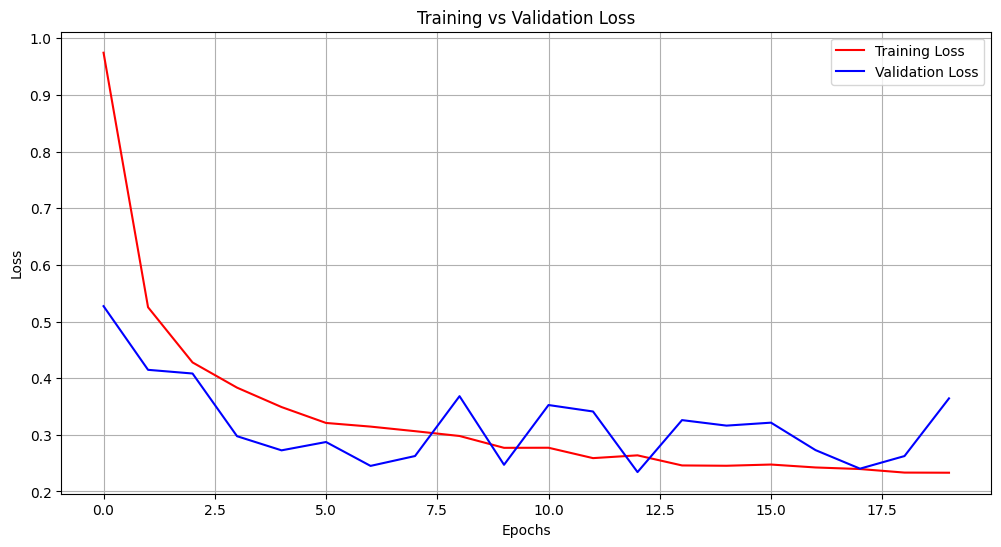 Training vs Validation Loss
Training Loss
Validation Loss
1.0
0.9
0.8
0.7
0.6
0.5
0.4
0.3
0.2
Loss
0.0 2.5 5.0 7.5 10.0 12.5 15.0 17.5
Epochs